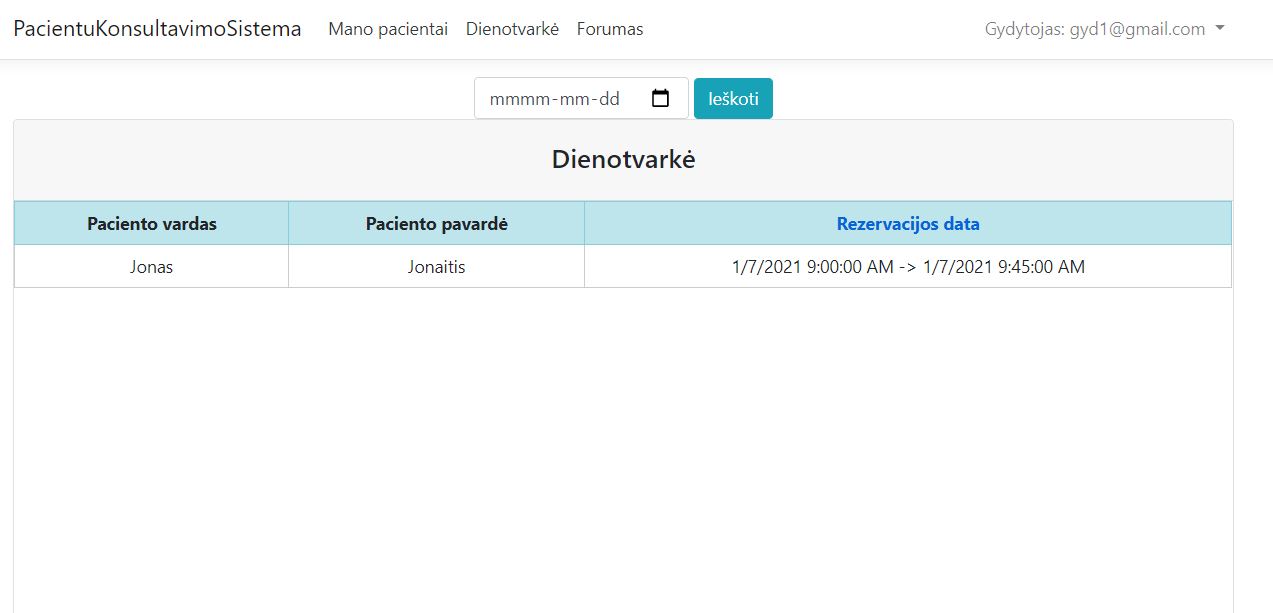 PacientuKonsultavimoSistema Mano pacientai Dienotvarkė Forumas Gydytojas: gyd1@gmail.com
mmmm-mm-dd Ieškoti
Dienotvarkė
Paciento vardas Paciento pavardė Rezervacijos data
Jonas Jonaitis 1/7/2021 9:00:00 AM -> 1/7/2021 9:45:00 AM